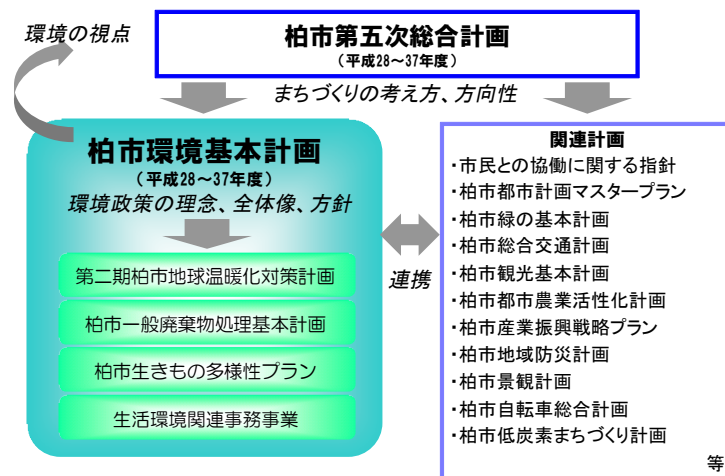 環境の視点
柏市第五次総合計画
（平成28～37年度）
まちづくりの考え方、方向性
柏市環境基本計画
（平成28～37年度）
環境政策の理念、全体像、方針
第二期柏市地球温暖化対策計画
柏市一般廃棄物処理基本計画
柏市生きもの多様性プラン
生活環境関連事務事業
連携
関連計画
・市民との協働に関する指針
・柏市都市計画マスタープラン
・柏市緑の基本計画
・柏市総合交通計画
・柏市観光基本計画
・柏市都市農業活性化計画
・柏市産業振興戦略プラン
・柏市地域防災計画
・柏市景観計画
・柏市自転車総合計画
・柏市低炭素まちづくり計画
等